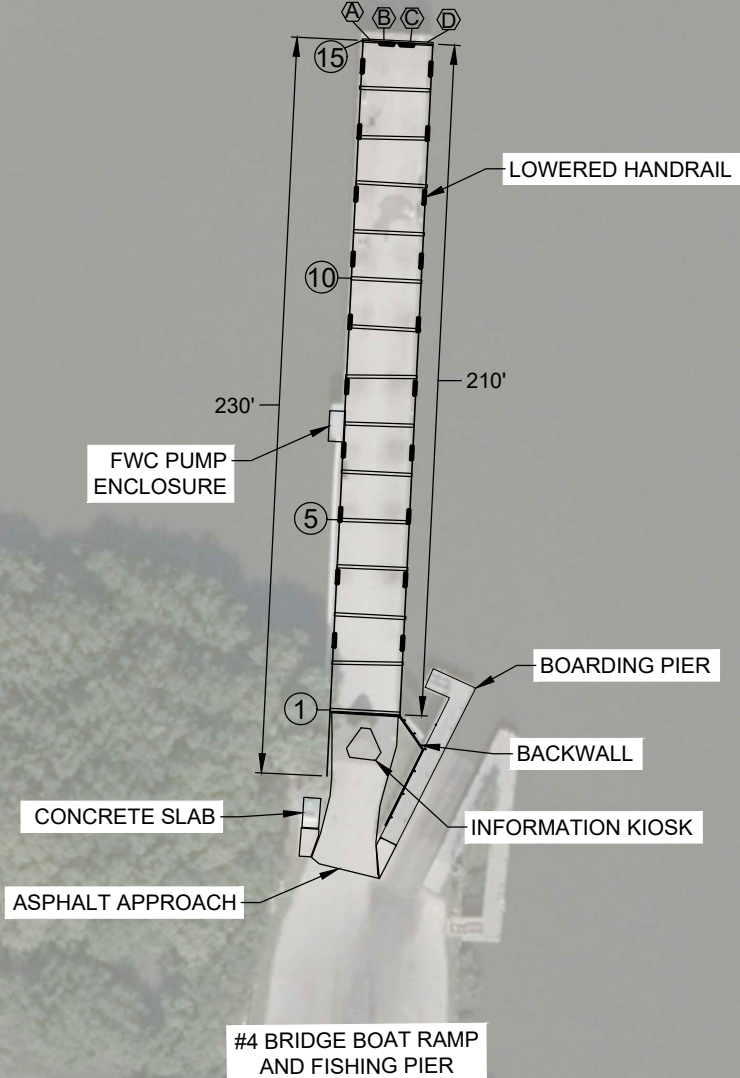 A B C D
15
LOWERED HANDRAIL
10
210'
230'
FWC PUMP
ENCLOSURE
5
BOARDING PIER
1
BACKWALL
CONCRETE SLAB
INFORMATION KIOSK
ASPHALT APPROACH
#4 BRIDGE BOAT RAMP
AND FISHING PIER